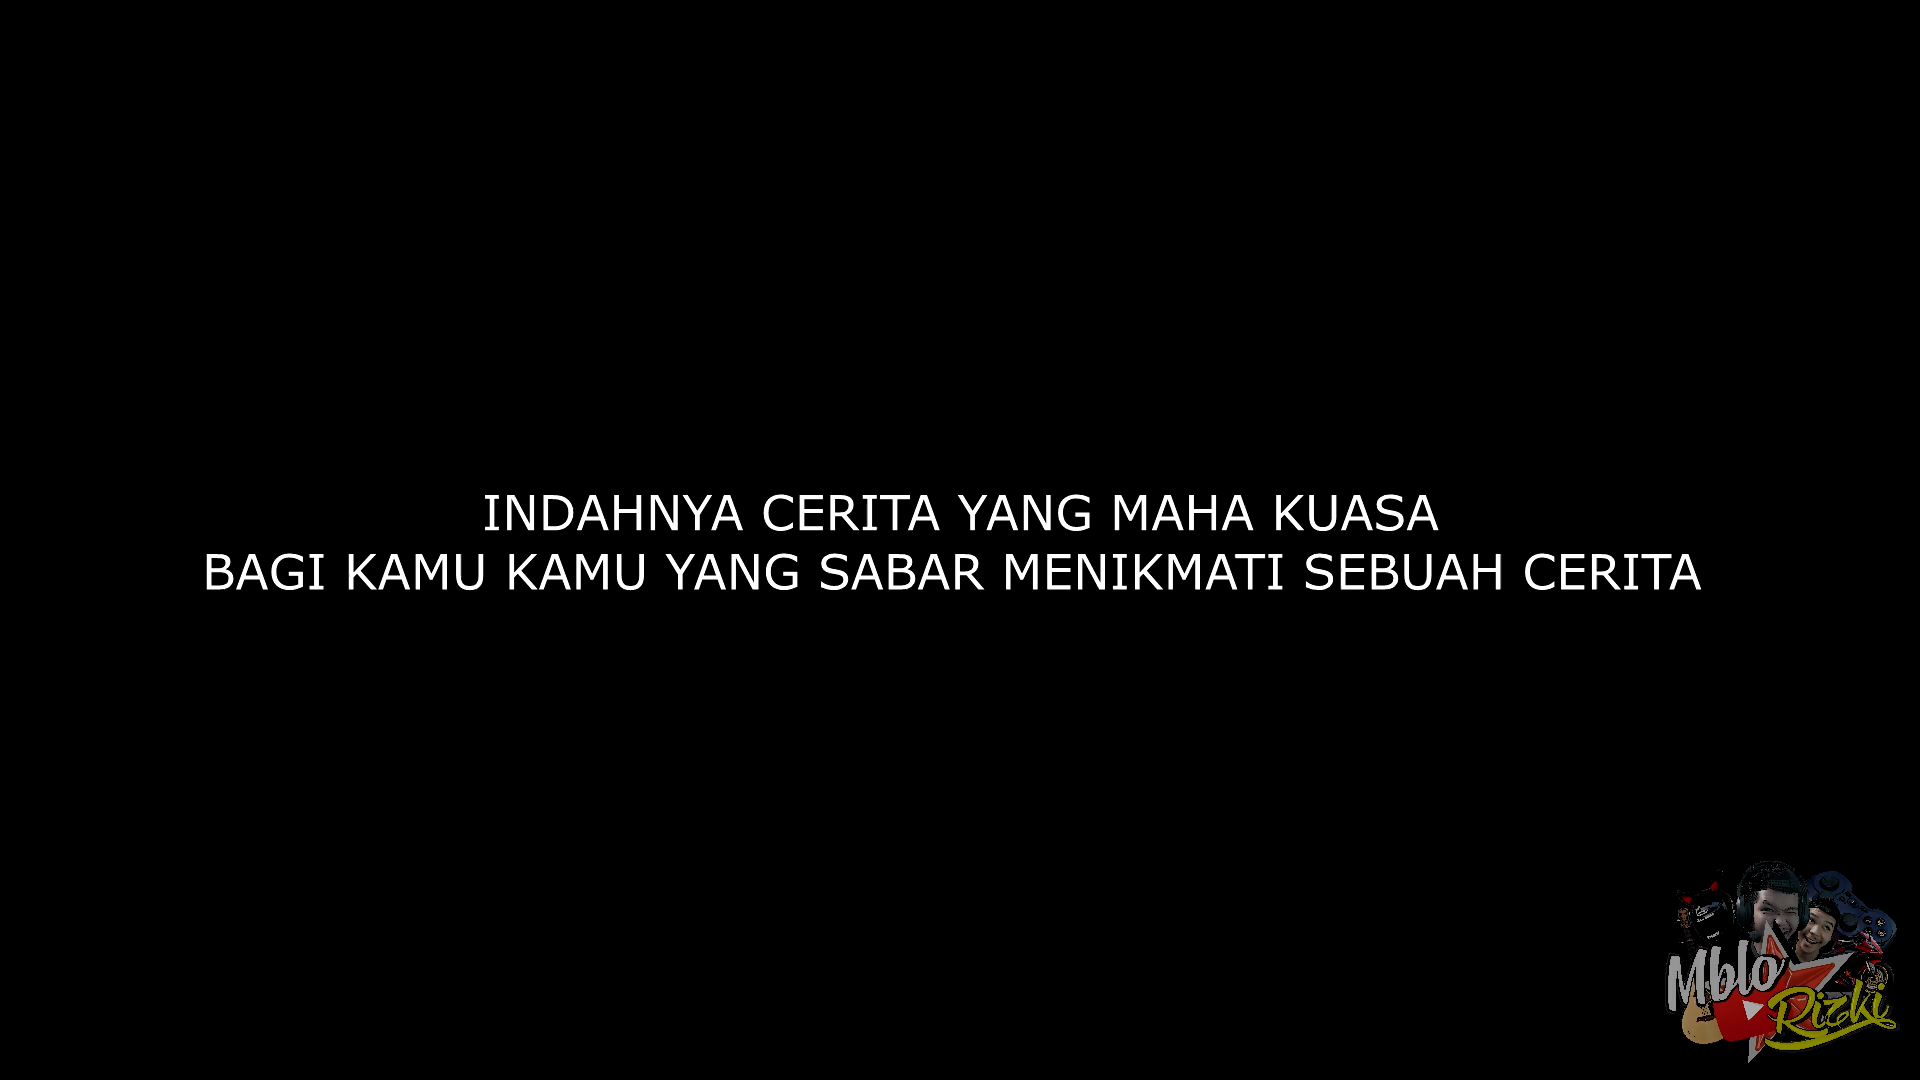 INDAHNYA CERITA YANG MAHA KUASA
BAGI KAMU KAMU YANG SABAR MENIKMATI SEBUAH CERITA
Mblo
Rizki